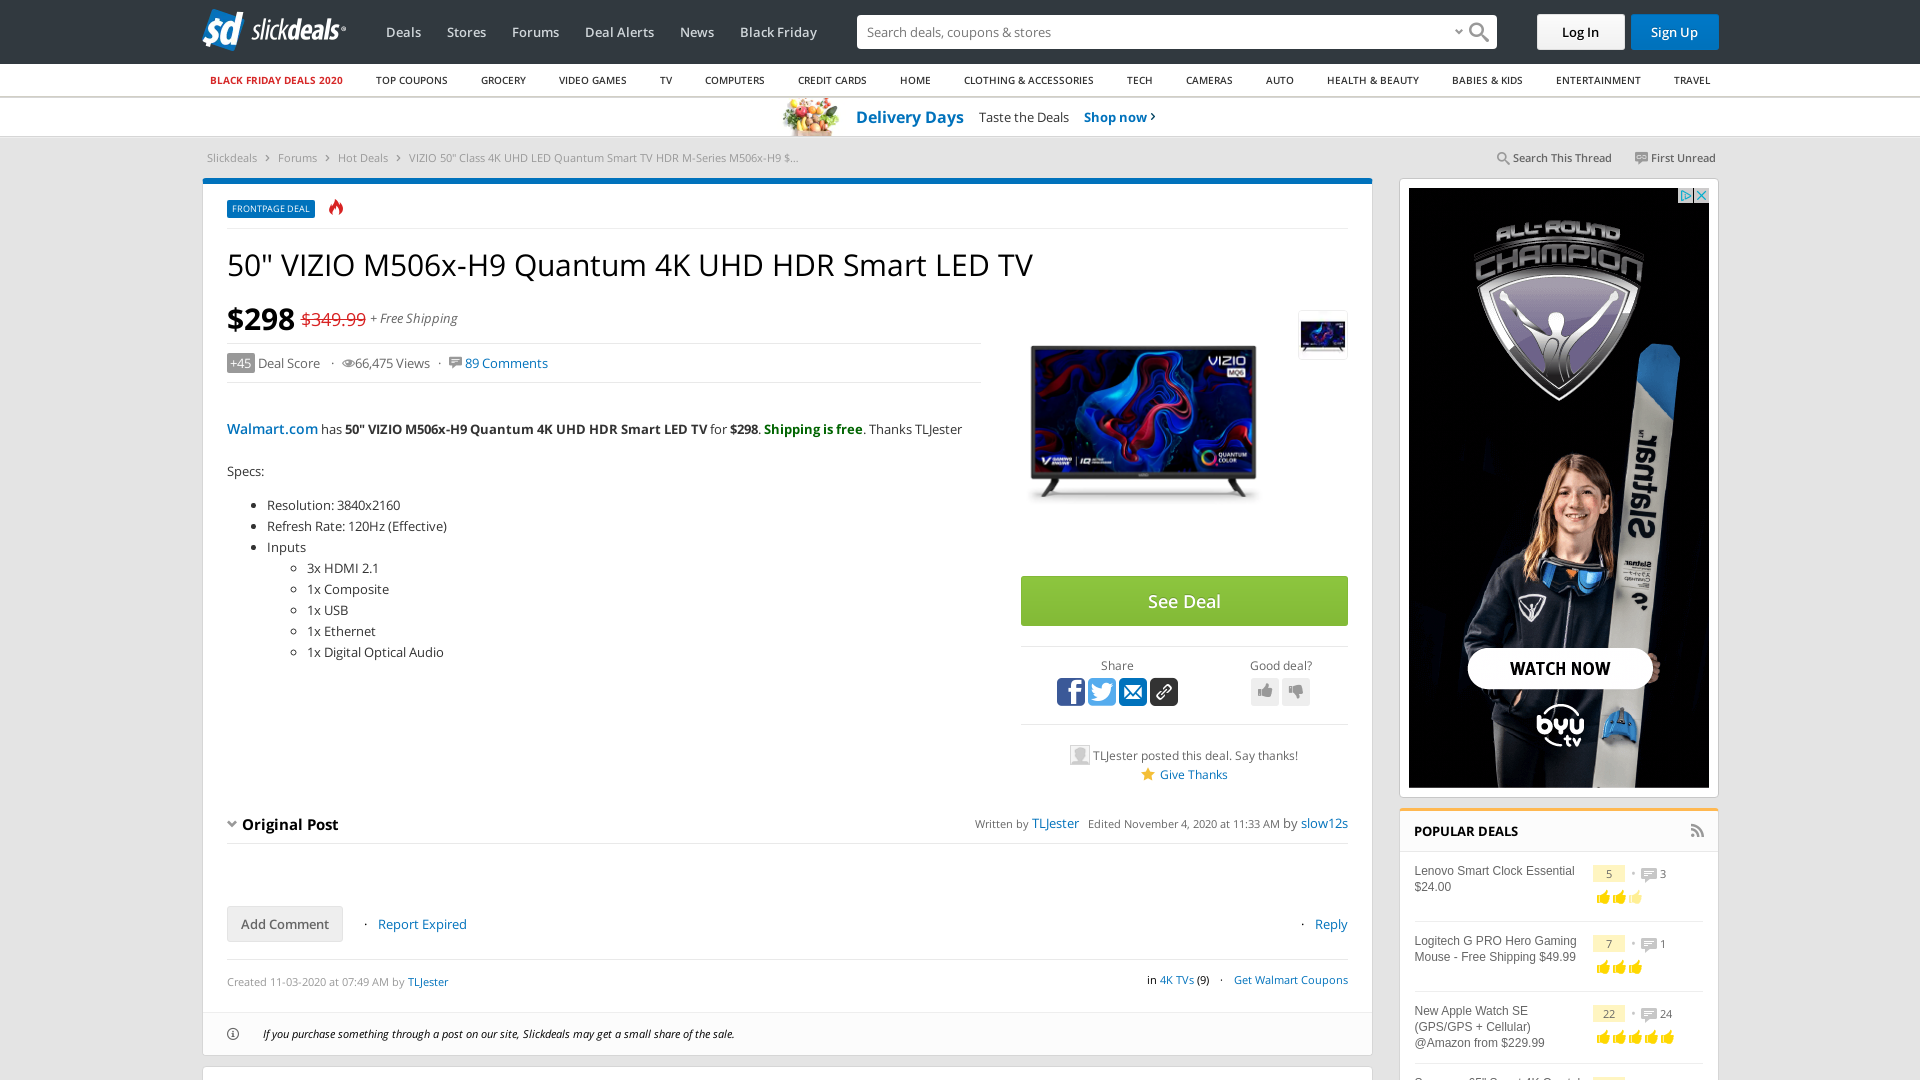 sd slickdeals
Deals Stores Forums Deal Alerts News Black Friday
Search deals, coupons & stores
Log In
Sign Up
BLACK FRIDAY DEALS 2020 TOP COUPONS GROCERY VIDEO GAMES TV COMPUTERS CREDIT CARDS HOME CLOTHING & ACCESSORIES TECH CAMERAS AUTO HEALTH & BEAUTY BABIES & KIDS ENTERTAINMENT TRAVEL
Delivery Days Taste the Deals Shop now ›
Slickdeals › Forums › Hot Deals › VIZIO 50" Class 4K UHD LED Quantum Smart TV HDR M-Series M506x-H9 $...
Search This Thread First Unread
FRONTPAGE DEAL
50" VIZIO M506x-H9 Quantum 4K UHD HDR Smart LED TV
$298 $349.99 + Free Shipping
+45 Deal Score · 66,475 Views · 89 Comments
Walmart.com has 50" VIZIO M506x-H9 Quantum 4K UHD HDR Smart LED TV for $298. Shipping is free. Thanks TLJester
Specs:
Resolution: 3840x2160
Refresh Rate: 120Hz (Effective)
Inputs
3x HDMI 2.1
1x Composite
1x USB
1x Ethernet
1x Digital Optical Audio
VIZIO
MQ6
QUANTUM
COLOR
See Deal
Share
Good deal?
TLJester posted this deal. Say thanks!
Give Thanks
Original Post
Written by TLJester Edited November 4, 2020 at 11:33 AM by slow12s
Add Comment · Report Expired
· Reply
Created 11-03-2020 at 07:49 AM by TLJester
in 4K TVs (9) · Get Walmart Coupons
If you purchase something through a post on our site, Slickdeals may get a small share of the sale.
ALL-ROUND
CHAMPION
Slatnar
WATCH NOW
byu
tv
POPULAR DEALS
Lenovo Smart Clock Essential
$24.00
5 • 3
Logitech G PRO Hero Gaming
Mouse - Free Shipping $49.99
7 • 1
New Apple Watch SE
(GPS/GPS + Cellular)
@Amazon from $229.99
22 • 24